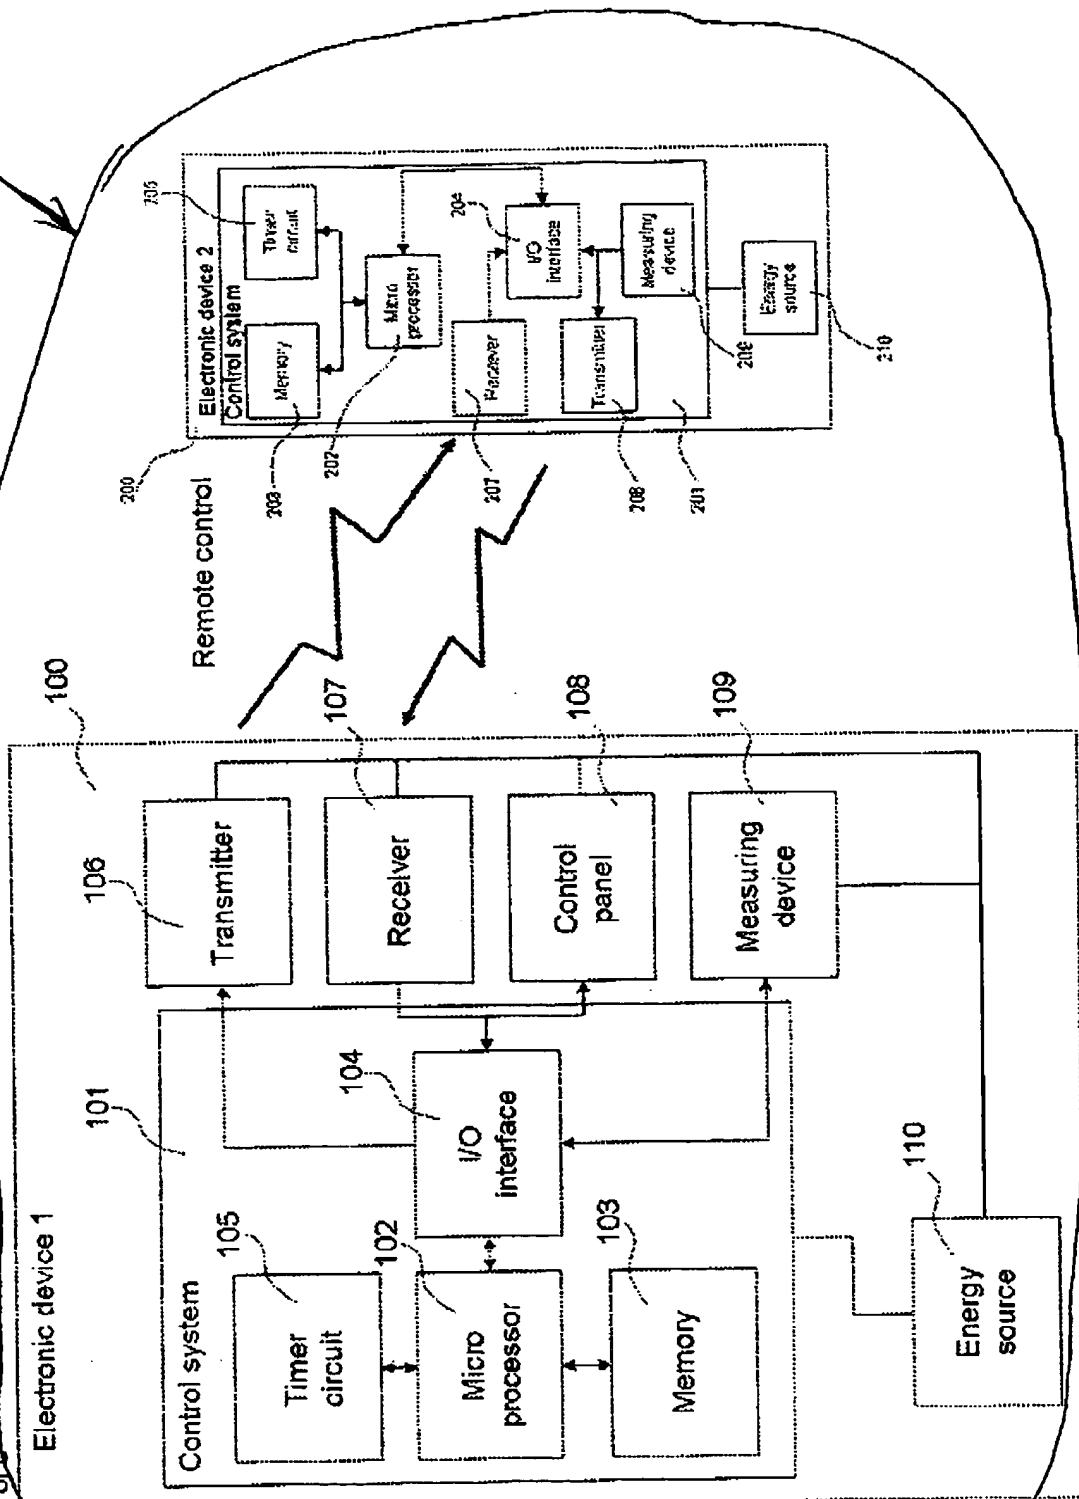 Electronic device 1
100
Control system
101
Timer
circuit
105
Micro
processor
102
Memory
103
I/O
interface
104
Transmitter
106
Receiver
107
Control
panel
108
Measuring
device
109
Energy
source
110
Remote control
200
Electronic device 2
Control system
Memory
203
Timer
circuit
205
Micro
processor
202
Receiver
207
I/O
interface
204
Transmitter
208
Measuring
device
209
201
Energy
source
210